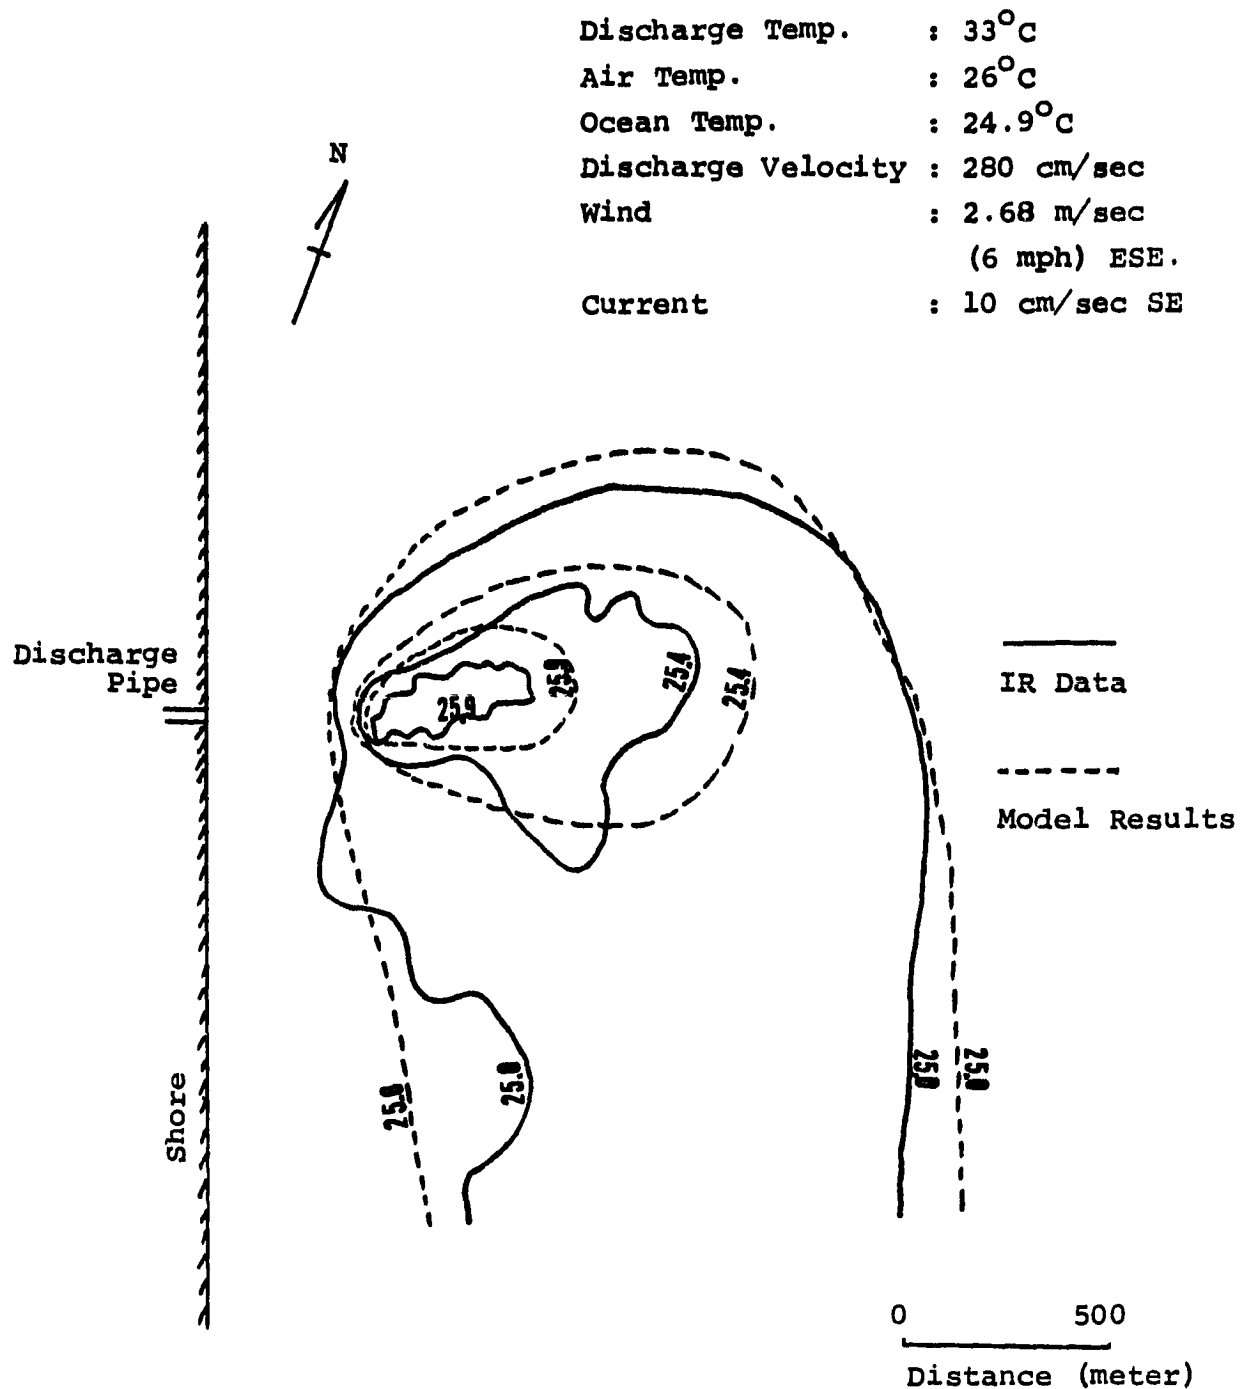 Discharge Temp. : 33°C
Air Temp. : 26°C
Ocean Temp. : 24.9°C
Discharge Velocity : 280 cm/sec
Wind : 2.68 m/sec
(6 mph) ESE.
Current : 10 cm/sec SE
N
Discharge
Pipe
25.9
25.9
25.4
25.4
IR Data
Model Results
Shore
25.0
25.0
25.0
25.0
0 500
Distance (meter)